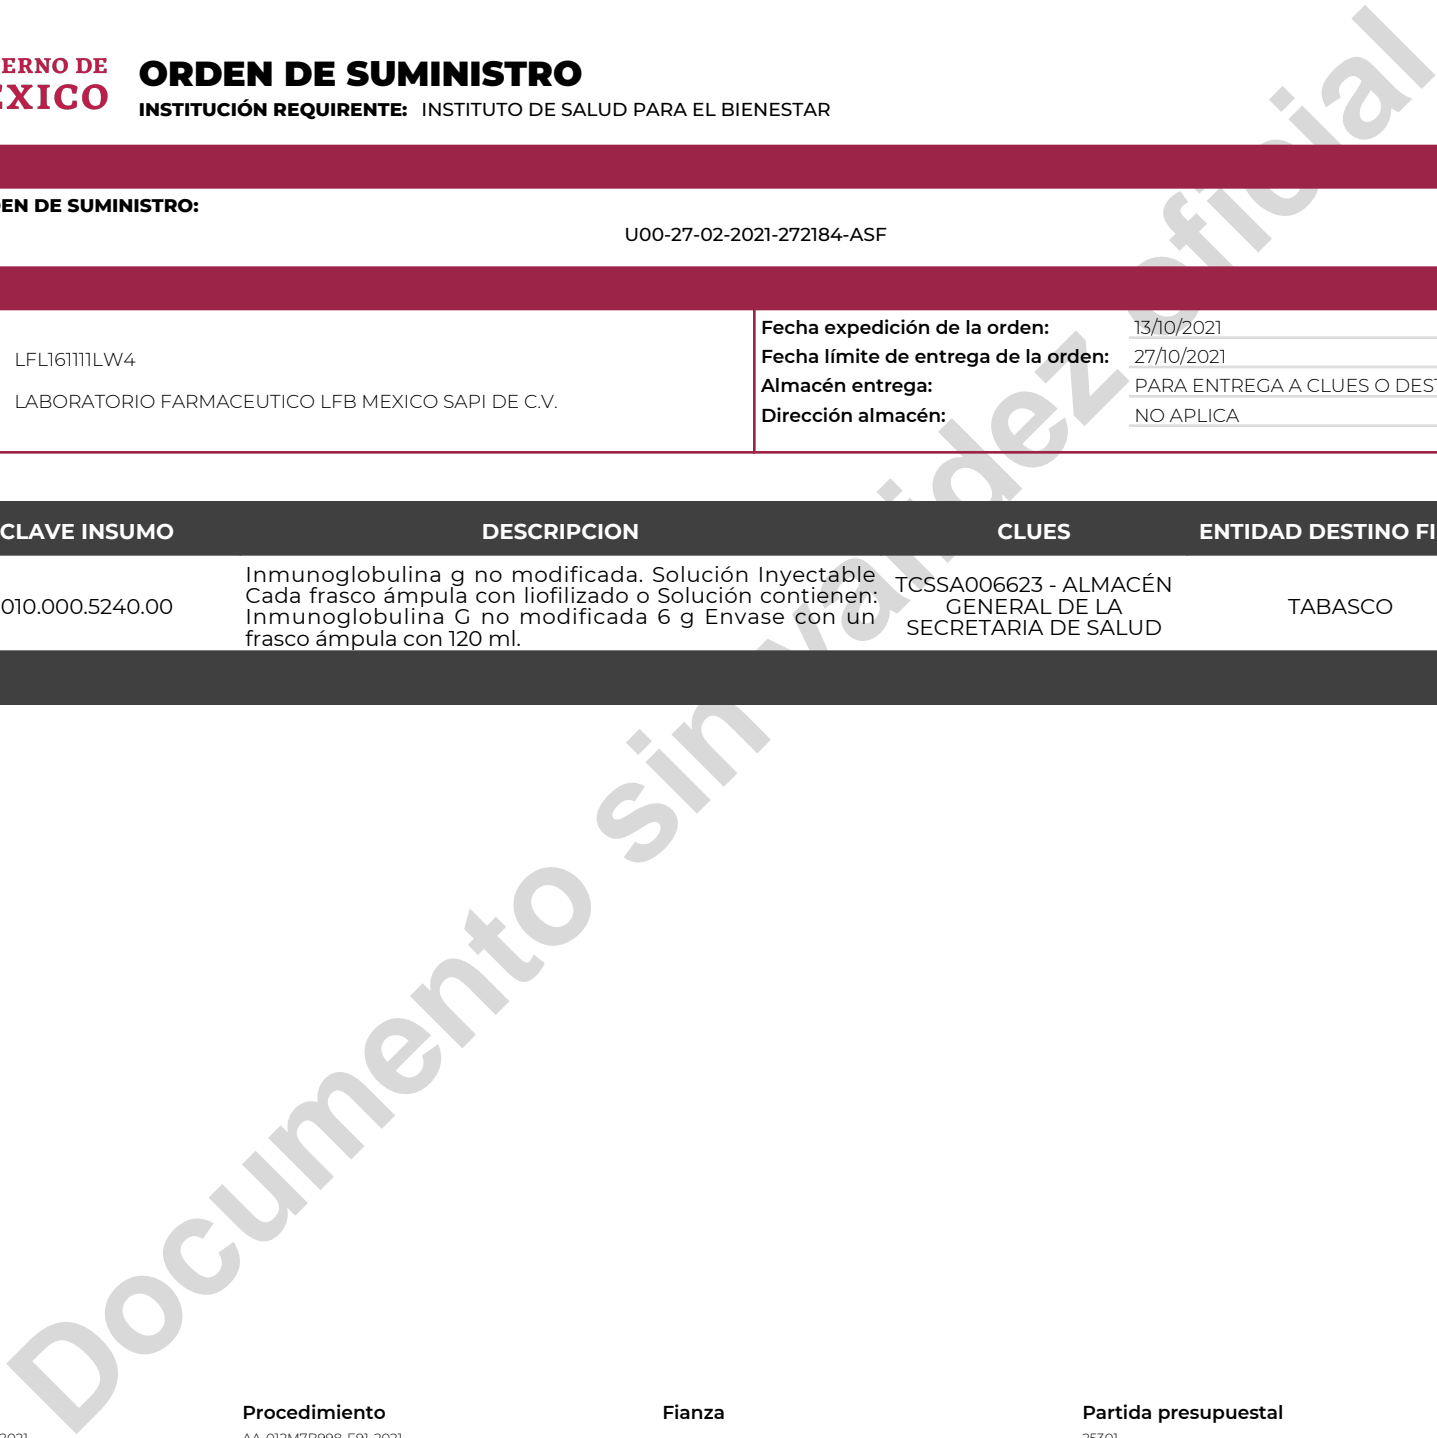 ERNO DE
EXICO
ORDEN DE SUMINISTRO
INSTITUCIÓN REQUIRENTE: INSTITUTO DE SALUD PARA EL BIENESTAR
EN DE SUMINISTRO:
U00-27-02-2021-272184-ASF
LFL161111LW4
LABORATORIO FARMACEUTICO LFB MEXICO SAPI DE C.V.
Fecha expedición de la orden: 13/10/2021
Fecha límite de entrega de la orden: 27/10/2021
Almacén entrega: PARA ENTREGA A CLUES O DEST
Dirección almacén: NO APLICA
CLAVE INSUMO DESCRIPCION CLUES ENTIDAD DESTINO FI
010.000.5240.00
Inmunoglobulina g no modificada. Solución Inyectable
Cada frasco ámpula con liofilizado o Solución contienen:
Inmunoglobulina G no modificada 6 g Envase con un
frasco ámpula con 120 ml.
TCSSA006623 - ALMACÉN
GENERAL DE LA
SECRETARIA DE SALUD
TABASCO
Documento sin validez oficial
Procedimiento Fianza Partida presupuestal